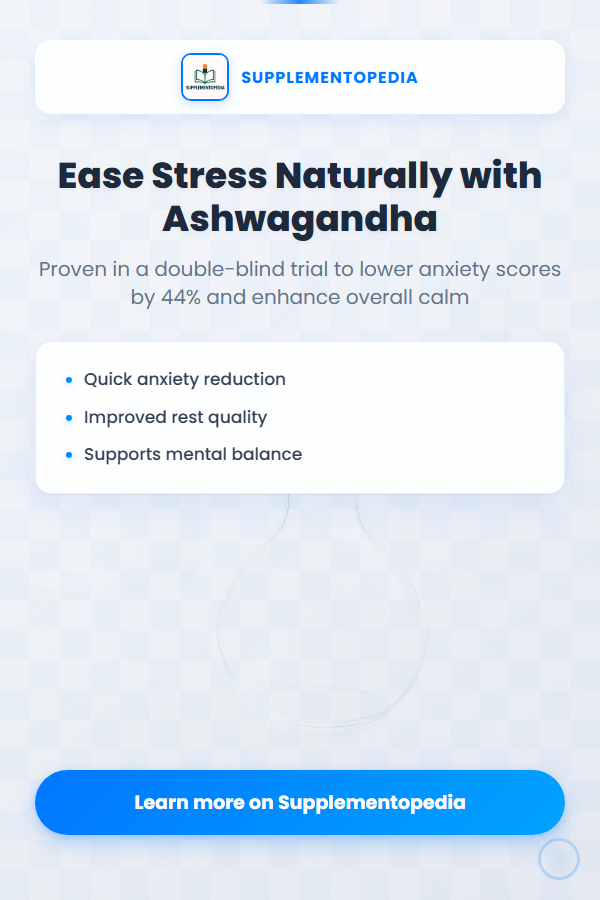 SUPPLEMENTOPEDIA
SUPPLEMENTOPEDIA
Ease Stress Naturally with
Ashwagandha
Proven in a double-blind trial to lower anxiety scores
by 44% and enhance overall calm
Quick anxiety reduction
Improved rest quality
Supports mental balance
Learn more on Supplementopedia